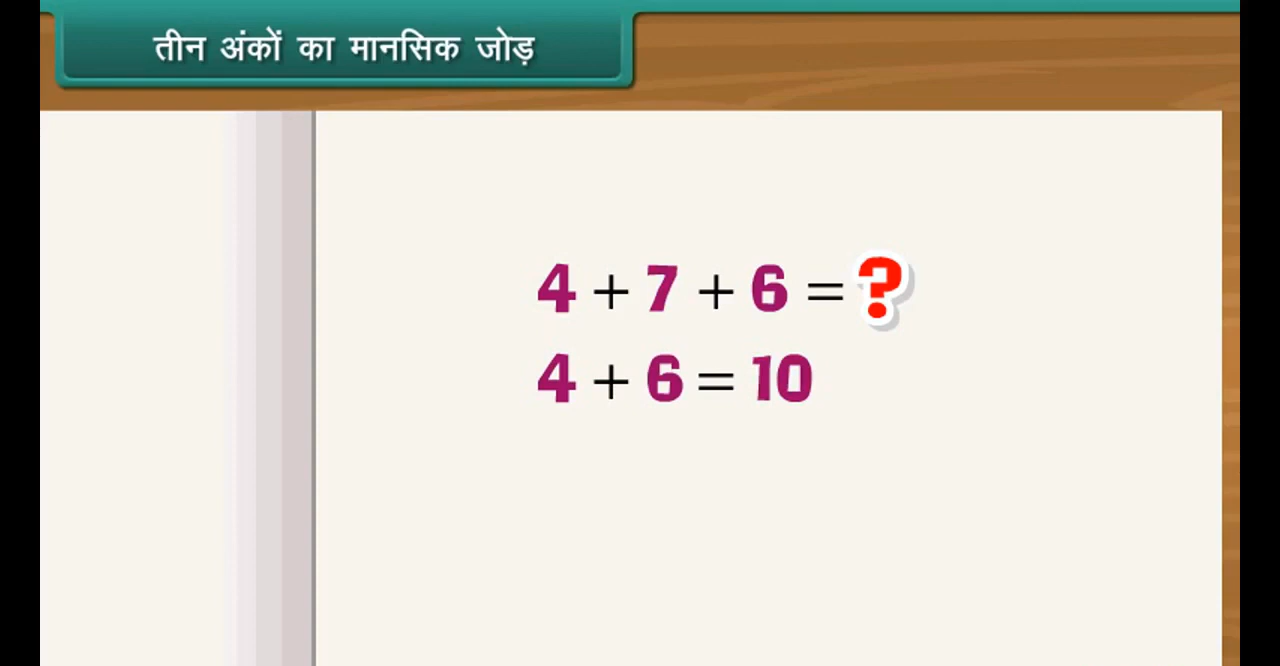 तीन अंकों का मानसिक जोड़
4 + 7 + 6 = ?
4 + 6 = 10